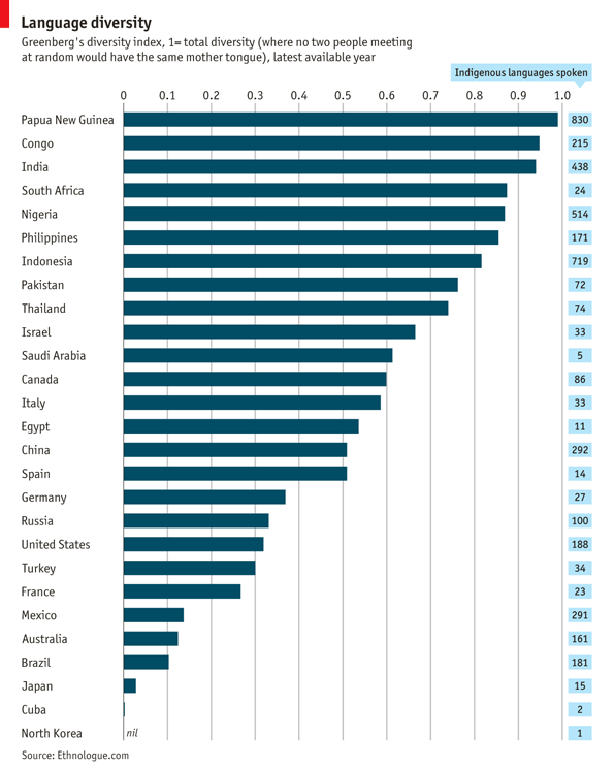 Language diversity
Greenberg's diversity index, 1= total diversity (where no two people meeting
at random would have the same mother tongue), latest available year
Indigenous languages spoken
0 0.1 0.2 0.3 0.4 0.5 0.6 0.7 0.8 0.9 1.0
Papua New Guinea 830
Congo 215
India 438
South Africa 24
Nigeria 514
Philippines 171
Indonesia 719
Pakistan 72
Thailand 74
Israel 33
Saudi Arabia 5
Canada 86
Italy 33
Egypt 11
China 292
Spain 14
Germany 27
Russia 100
United States 188
Turkey 34
France 23
Mexico 291
Australia 161
Brazil 181
Japan 15
Cuba 2
North Korea nil 1
Source: Ethnologue.com